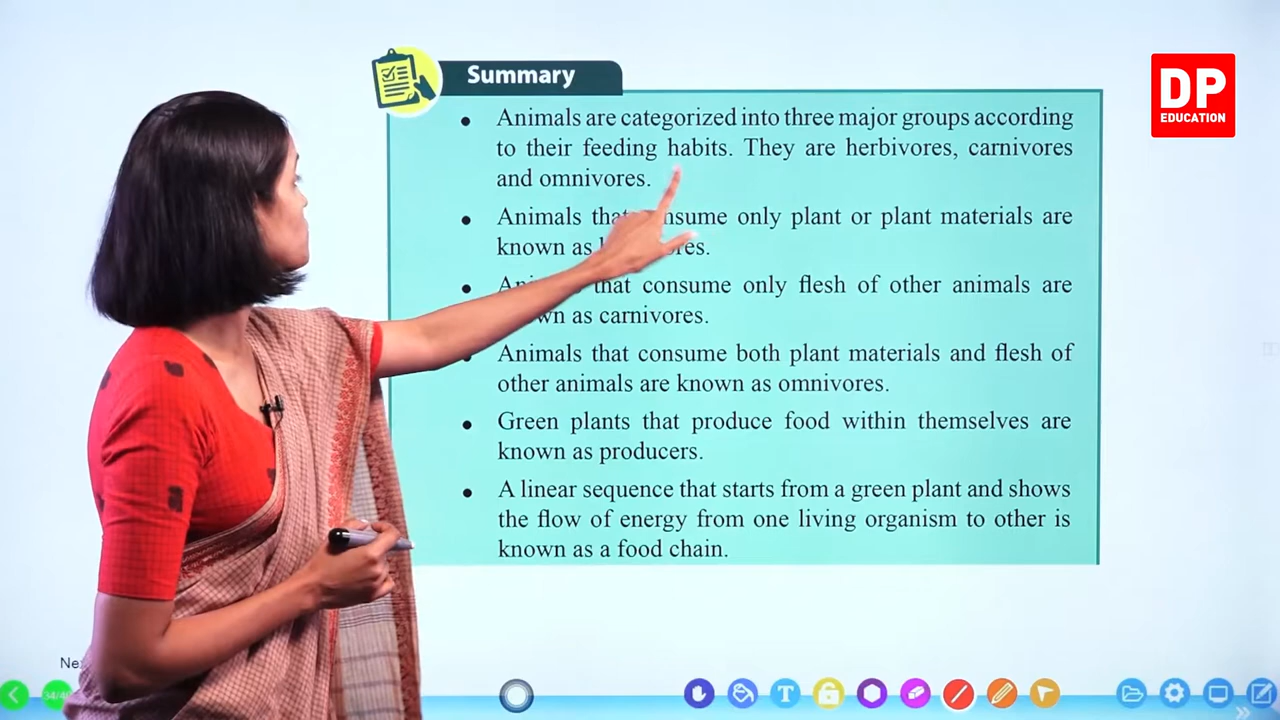 Summary
DP
EDUCATION
• Animals are categorized into three major groups according
to their feeding habits. They are herbivores, carnivores
and omnivores.
• Animals only plant or plant materials are
known as
• that consume only flesh of other animals are
as carnivores.
• Animals that consume both plant materials and flesh of
other animals are known as omnivores.
• Green plants that produce food within themselves are
known as producers.
• A linear sequence that starts from a green plant and shows
the flow of energy from one living organism to other is
known as a food chain.
T